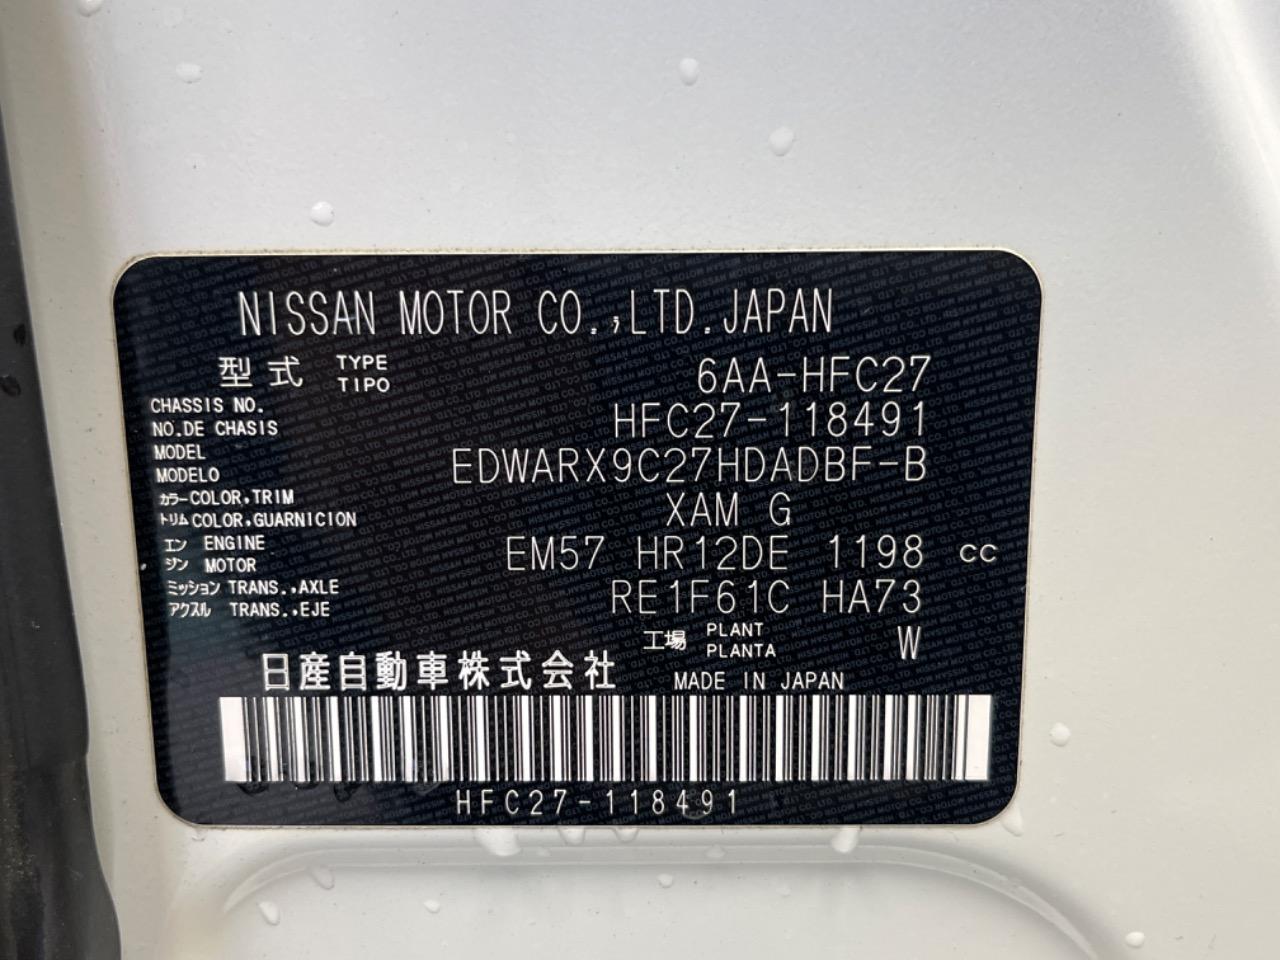 NISSAN MOTOR CO.,LTD.JAPAN
型式 TYPE TIPO 6AA-HFC27
CHASSIS NO.
NO.DE CHASIS HFC27-118491
MODEL
MODELO EDWARX9C27HDADBF-B
カラー COLOR,TRIM
トリム COLOR,GUARNICION XAM G
エン ENGINE
ジン MOTOR EM57 HR12DE 1198 CC
ミッション TRANS.,AXLE
アクスル TRANS.,EJE RE1F61C HA73
工場 PLANT PLANTA W
日産自動車株式会社 MADE IN JAPAN
HFC27-118491